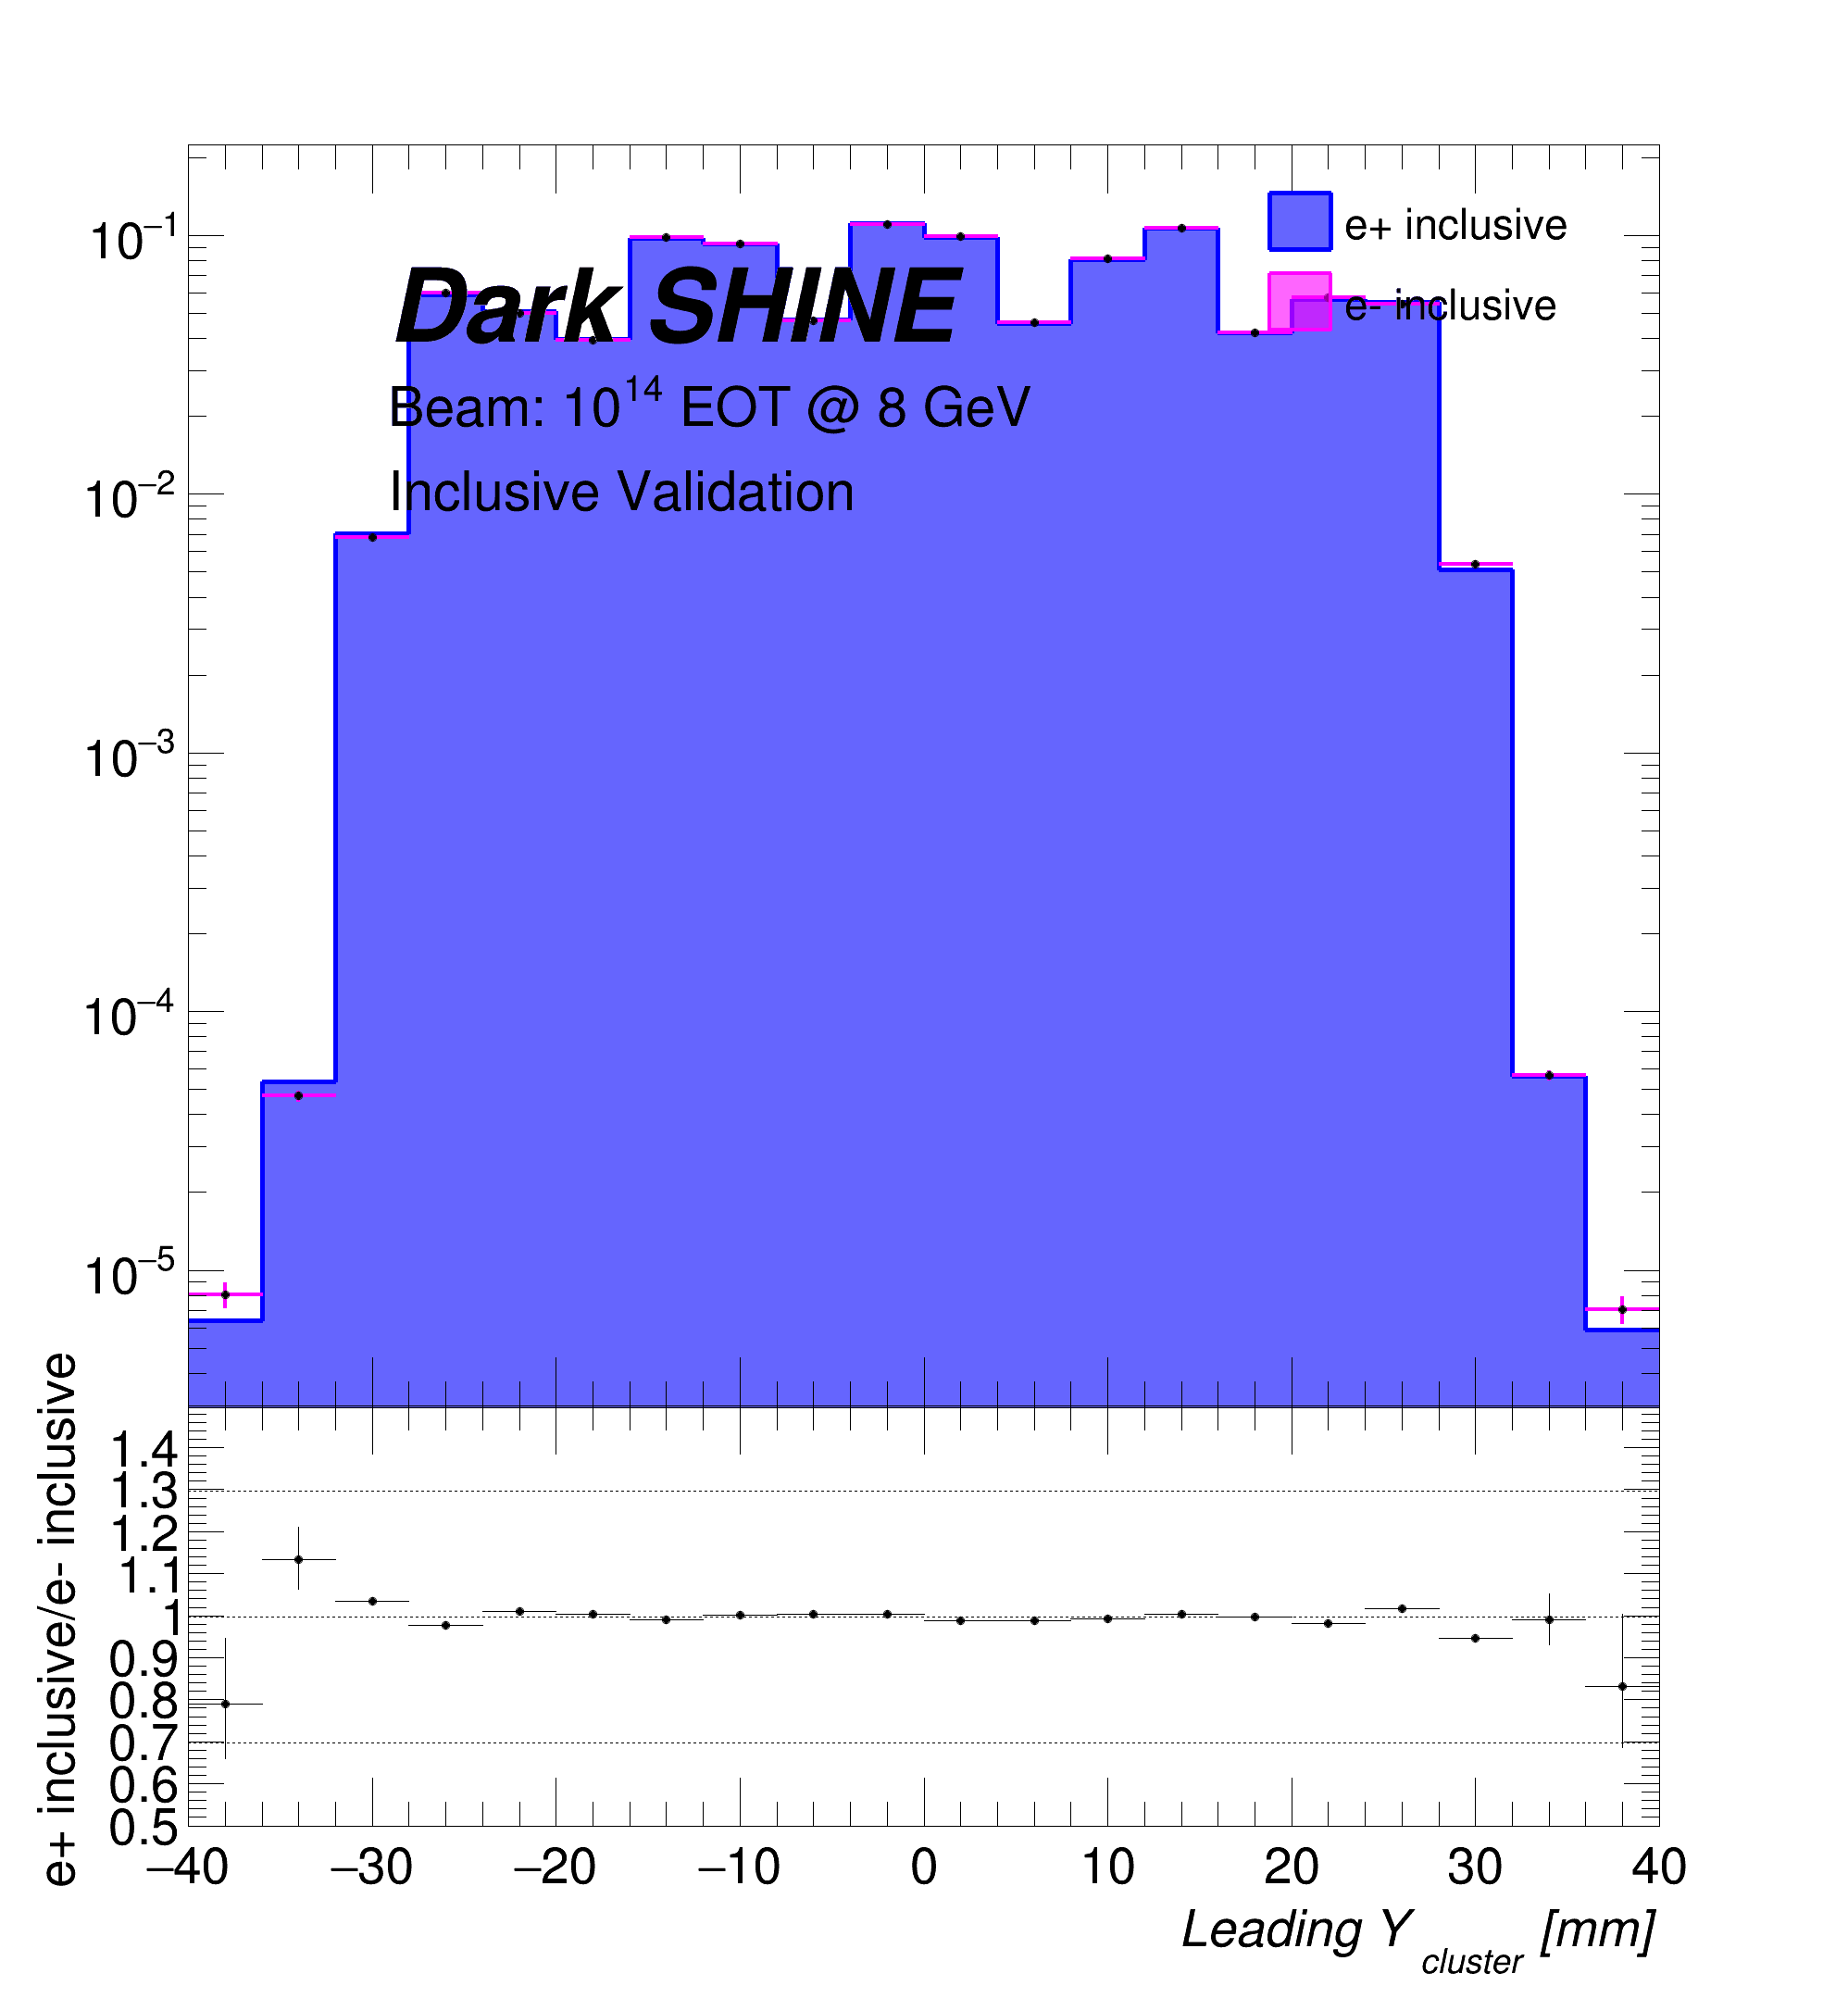 10−1
10−2
10−3
10−4
10−5
e+ inclusive
e- inclusive
Dark SHINE
Beam: 10^14 EOT @ 8 GeV
Inclusive Validation
e+ inclusive/e- inclusive
1.4
1.3
1.2
1.1
1
0.9
0.8
0.7
0.6
0.5
−40 −30 −20 −10 0 10 20 30 40
Leading Y cluster [mm]